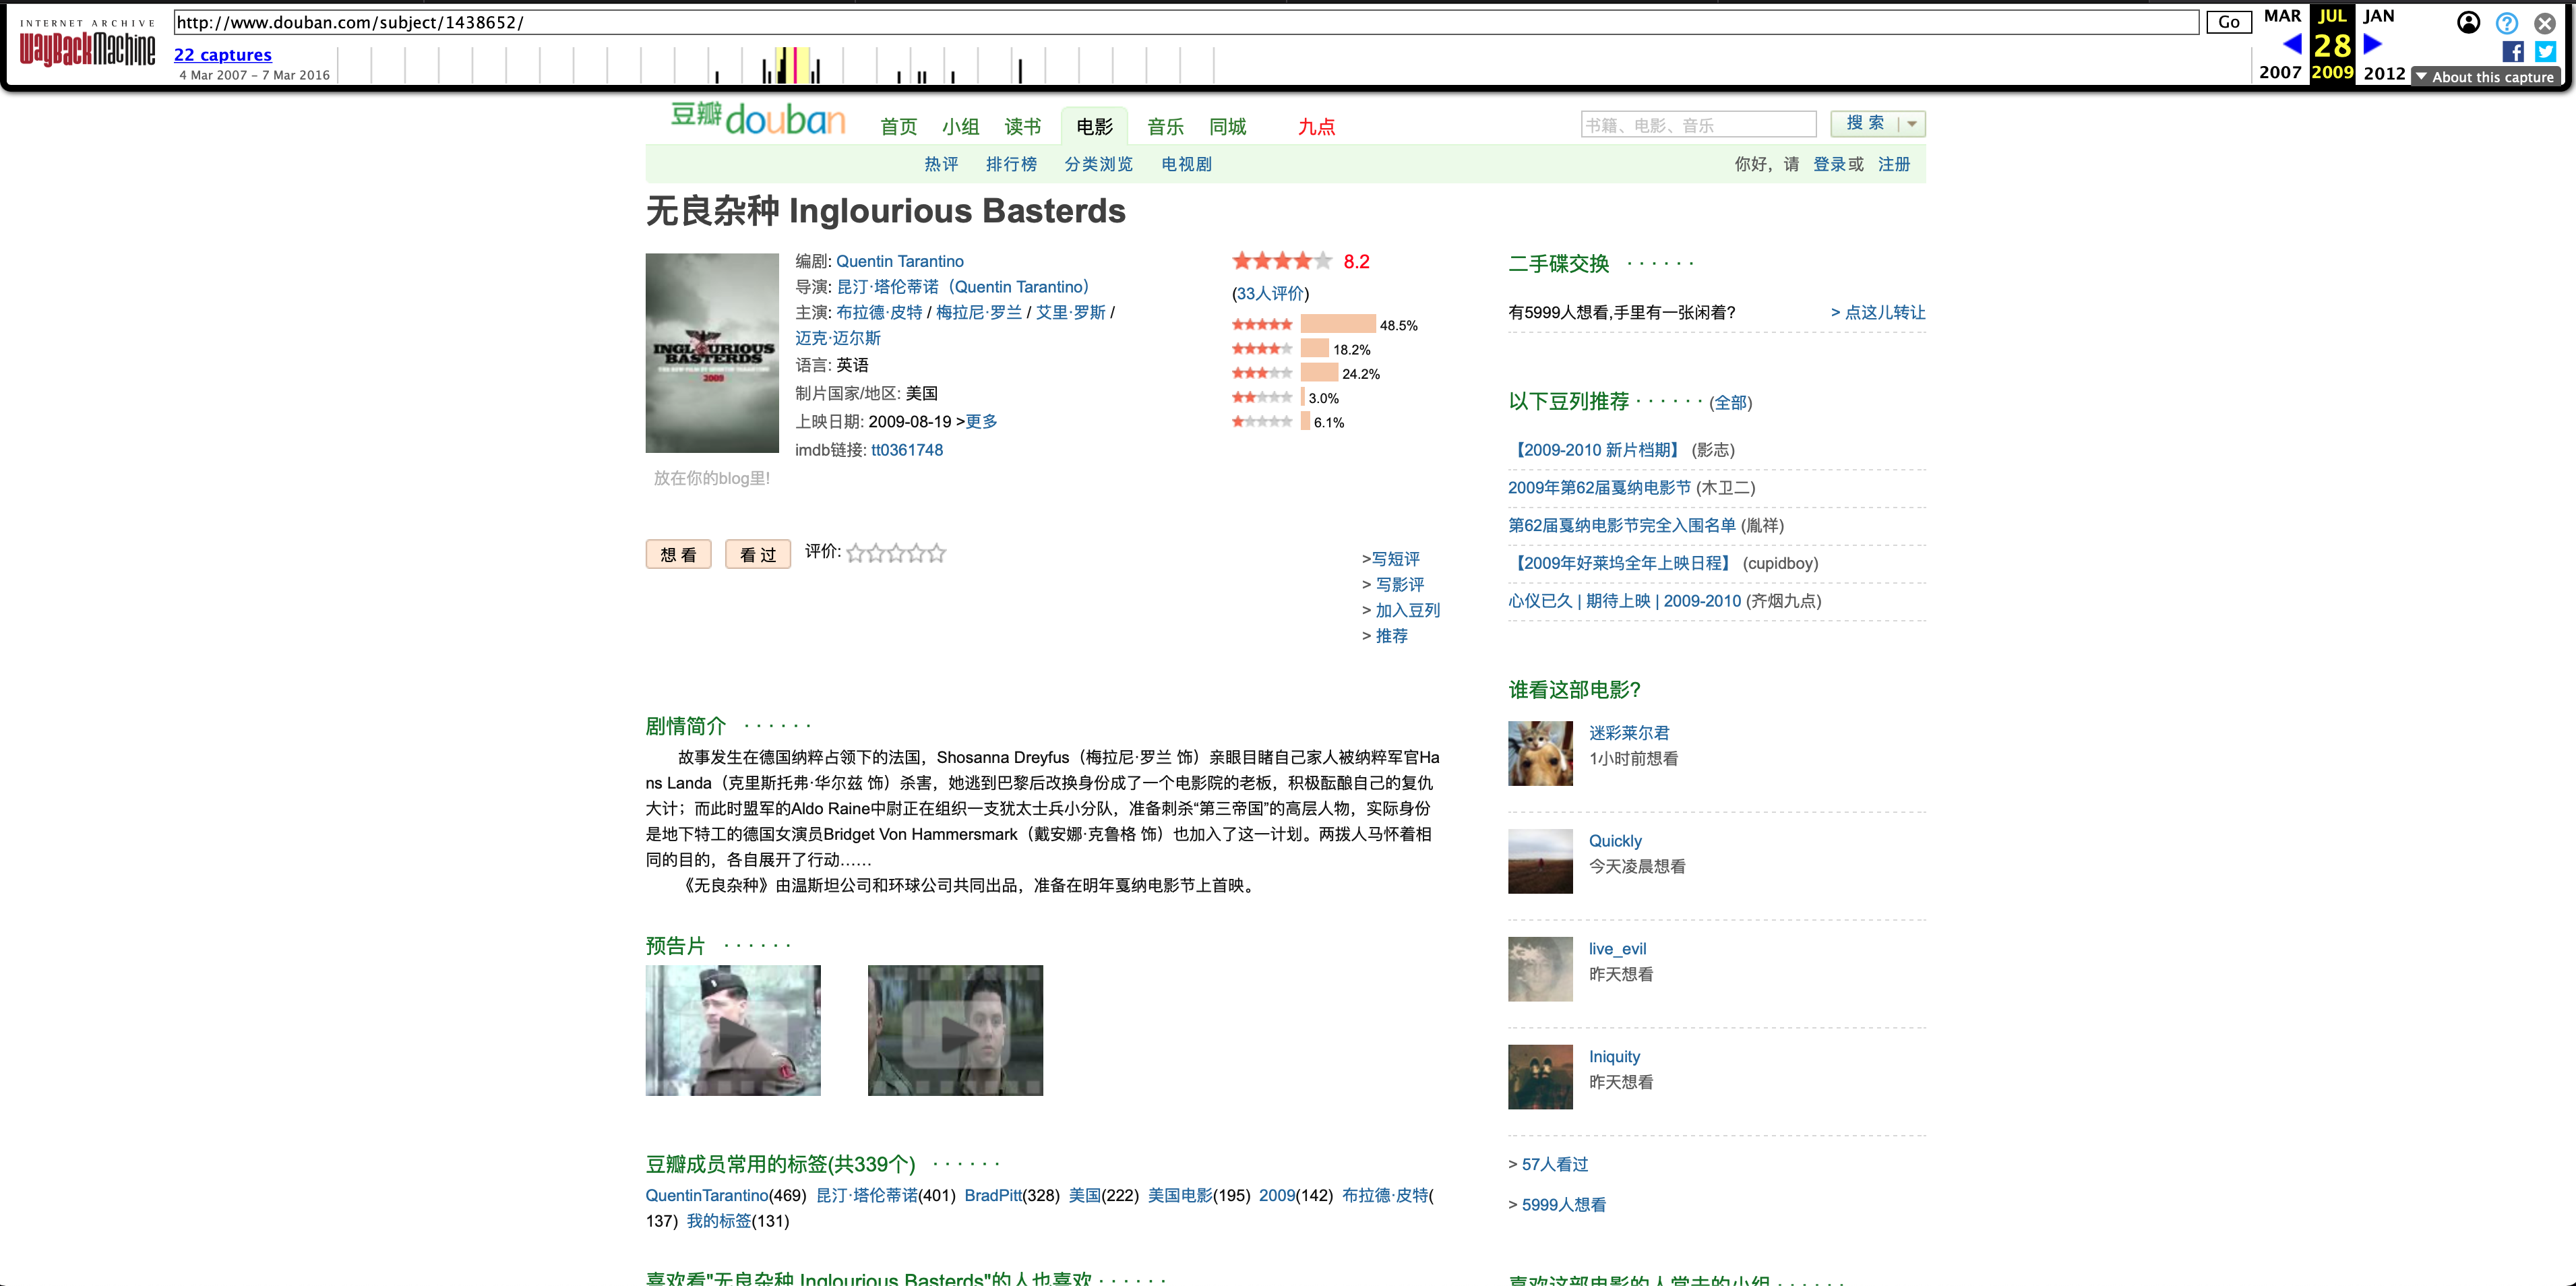 INTERNET ARCHIVE
WayBackMachine
http://www.douban.com/subject/1438652/
Go
22 captures
4 Mar 2007 – 7 Mar 2016
MAR JUL JAN
28
2007 2009 2012
About this capture
豆瓣douban
首页 小组 读书 电影 音乐 同城 九点
书籍、电影、音乐
搜 索
热评 排行榜 分类浏览 电视剧
你好，请 登录或 注册
无良杂种 Inglourious Basterds
INGLOURIOUS
BASTERDS
2009
放在你的blog里!
编剧: Quentin Tarantino
导演: 昆汀·塔伦蒂诺（Quentin Tarantino）
主演: 布拉德·皮特 / 梅拉尼·罗兰 / 艾里·罗斯 /
迈克·迈尔斯
语言: 英语
制片国家/地区: 美国
上映日期: 2009-08-19 >更多
imdb链接: tt0361748
8.2
(33人评价)
48.5%
18.2%
24.2%
3.0%
6.1%
想 看 看 过 评价:
>写短评
> 写影评
> 加入豆列
> 推荐
剧情简介 · · · · · ·
故事发生在德国纳粹占领下的法国，Shosanna Dreyfus（梅拉尼·罗兰 饰）亲眼目睹自己家人被纳粹军官Ha
ns Landa（克里斯托弗·华尔兹 饰）杀害，她逃到巴黎后改换身份成了一个电影院的老板，积极酝酿自己的复仇
大计；而此时盟军的Aldo Raine中尉正在组织一支犹太士兵小分队，准备刺杀“第三帝国”的高层人物，实际身份
是地下特工的德国女演员Bridget Von Hammersmark（戴安娜·克鲁格 饰）也加入了这一计划。两拨人马怀着相
同的目的，各自展开了行动……
《无良杂种》由温斯坦公司和环球公司共同出品，准备在明年戛纳电影节上首映。
预告片 · · · · · ·
豆瓣成员常用的标签(共339个) · · · · · ·
QuentinTarantino(469) 昆汀·塔伦蒂诺(401) BradPitt(328) 美国(222) 美国电影(195) 2009(142) 布拉德·皮特(
137) 我的标签(131)
喜欢看"无良杂种 Inglourious Basterds"的人也喜欢 · · · · · ·
二手碟交换 · · · · · ·
有5999人想看,手里有一张闲着? > 点这儿转让
以下豆列推荐 · · · · · · (全部)
【2009-2010 新片档期】 (影志)
2009年第62届戛纳电影节 (木卫二)
第62届戛纳电影节完全入围名单 (胤祥)
【2009年好莱坞全年上映日程】 (cupidboy)
心仪已久 | 期待上映 | 2009-2010 (齐烟九点)
谁看这部电影?
迷彩莱尔君
1小时前想看
Quickly
今天凌晨想看
live_evil
昨天想看
Iniquity
昨天想看
> 57人看过
> 5999人想看
喜欢这部电影的人常去的小组 · · · · · ·